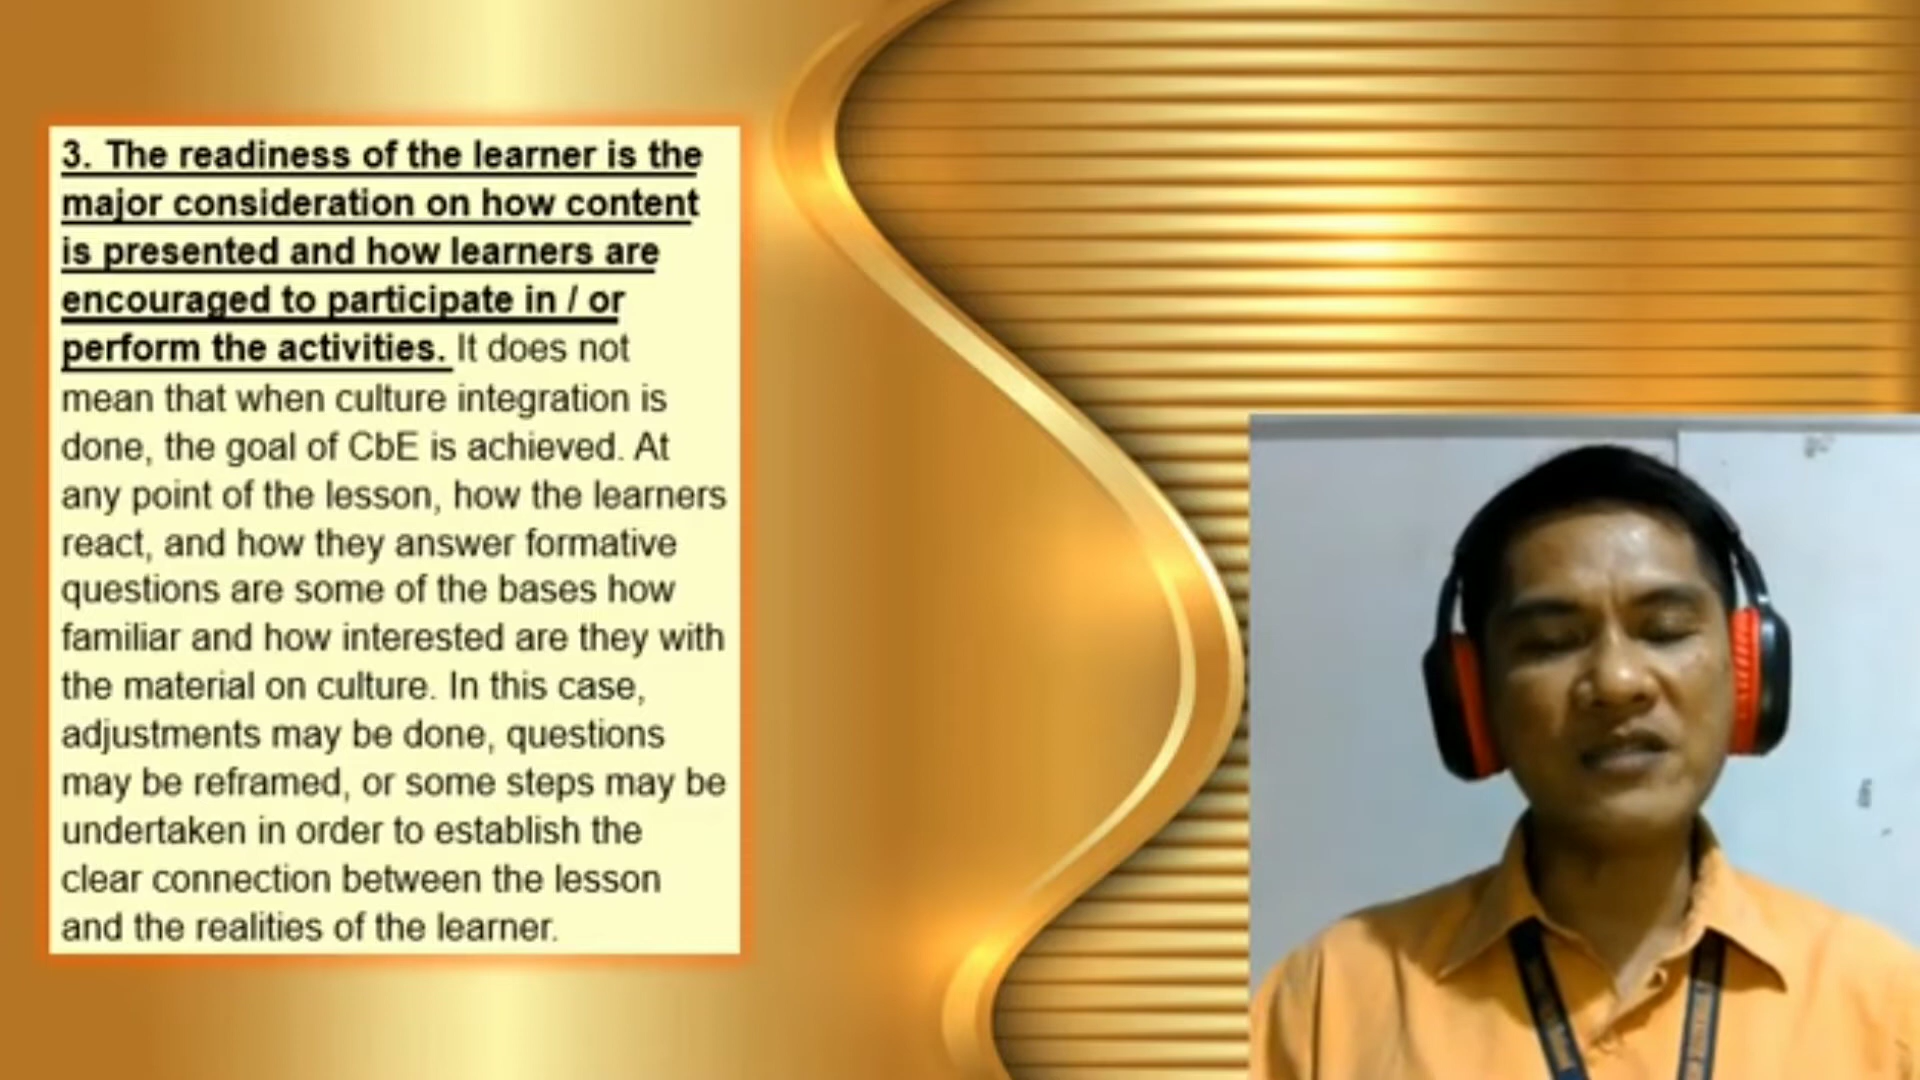 3. The readiness of the learner is the
major consideration on how content
is presented and how learners are
encouraged to participate in / or
perform the activities. It does not
mean that when culture integration is
done, the goal of CbE is achieved. At
any point of the lesson, how the learners
react, and how they answer formative
questions are some of the bases how
familiar and how interested are they with
the material on culture. In this case,
adjustments may be done, questions
may be reframed, or some steps may be
undertaken in order to establish the
clear connection between the lesson
and the realities of the learner.